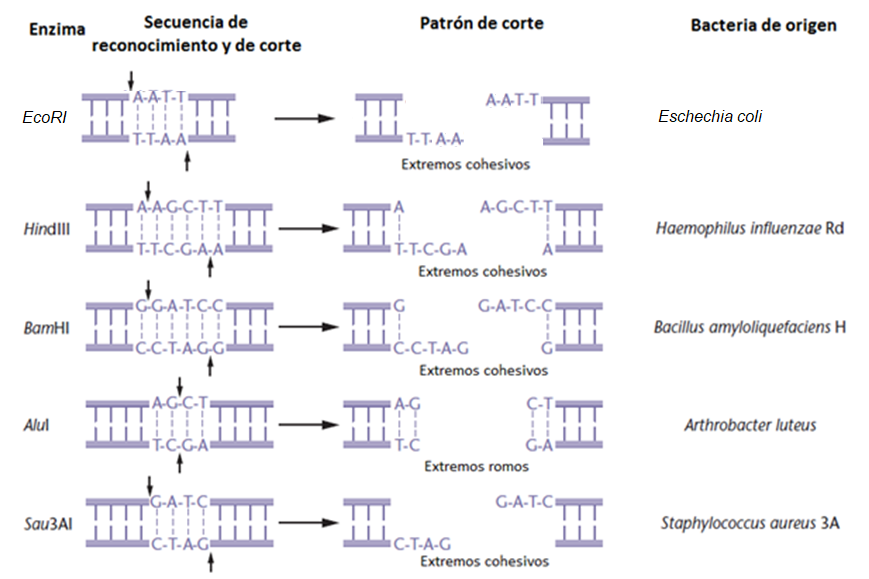 Enzima
Secuencia de
reconocimiento y de corte
Patrón de corte
Bacteria de origen
EcoRI
A-A-T-T
T-T-A-A
A-A-T-T
T-T-A-A
Extremos cohesivos
Eschechia coli
HindIII
A-A-G-C-T-T
T-T-C-G-A-A
A
A-G-C-T-T
T-T-C-G-A
A
Extremos cohesivos
Haemophilus influenzae Rd
BamHI
G-G-A-T-C-C
C-C-T-A-G-G
G
G-A-T-C-C
C-C-T-A-G
G
Extremos cohesivos
Bacillus amyloliquefaciens H
AluI
A-G-C-T
T-C-G-A
A-G
C-T
T-C
G-A
Extremos romos
Arthrobacter luteus
Sau3AI
G-A-T-C
C-T-A-G
G-A-T-C
C-T-A-G
Extremos cohesivos
Staphylococcus aureus 3A